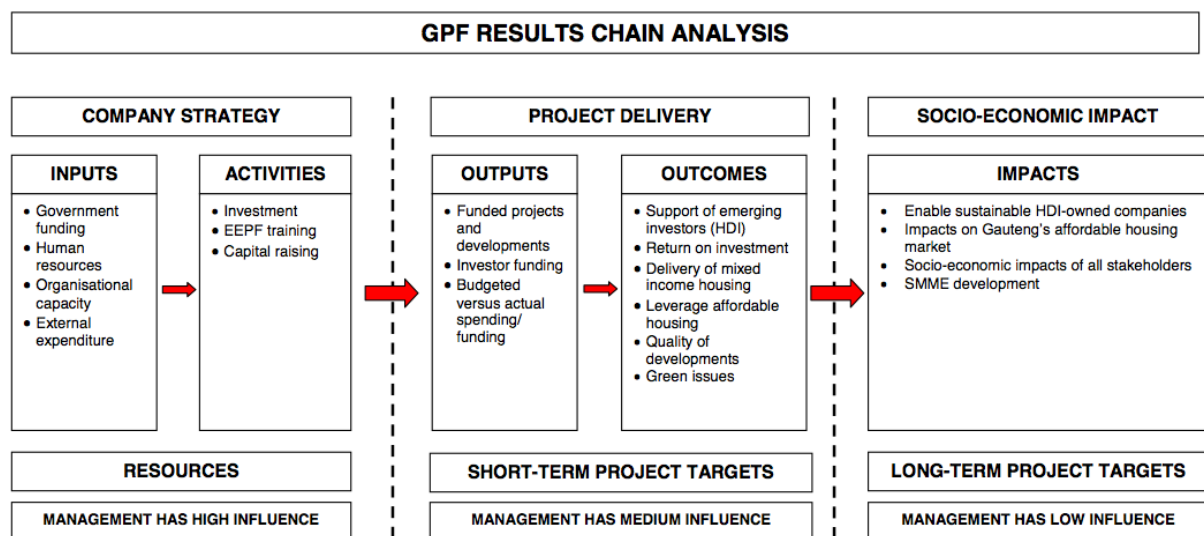 GPF RESULTS CHAIN ANALYSIS
COMPANY STRATEGY
INPUTS
• Government
funding
• Human
resources
• Organisational
capacity
• External
expenditure
ACTIVITIES
• Investment
• EEPF training
• Capital raising
RESOURCES
MANAGEMENT HAS HIGH INFLUENCE
PROJECT DELIVERY
OUTPUTS
• Funded projects
and
developments
• Investor funding
• Budgeted
versus actual
spending/
funding
OUTCOMES
• Support of emerging
investors (HDI)
• Return on investment
• Delivery of mixed
income housing
• Leverage affordable
housing
• Quality of
developments
• Green issues
SHORT-TERM PROJECT TARGETS
MANAGEMENT HAS MEDIUM INFLUENCE
SOCIO-ECONOMIC IMPACT
IMPACTS
• Enable sustainable HDI-owned companies
• Impacts on Gauteng's affordable housing
market
• Socio-economic impacts of all stakeholders
• SMME development
LONG-TERM PROJECT TARGETS
MANAGEMENT HAS LOW INFLUENCE